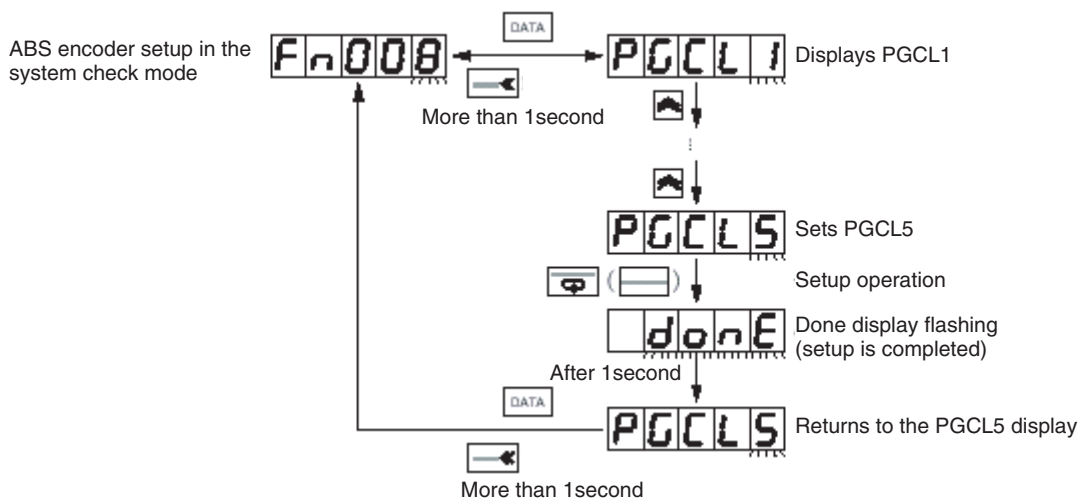 ABS encoder setup in the
system check mode
Fn008
DATA
PGCL1
Displays PGCL1
More than 1second
PGCL5
Sets PGCL5
( )
Setup operation
donE
Done display flashing
(setup is completed)
After 1second
DATA
PGCL5
Returns to the PGCL5 display
More than 1second